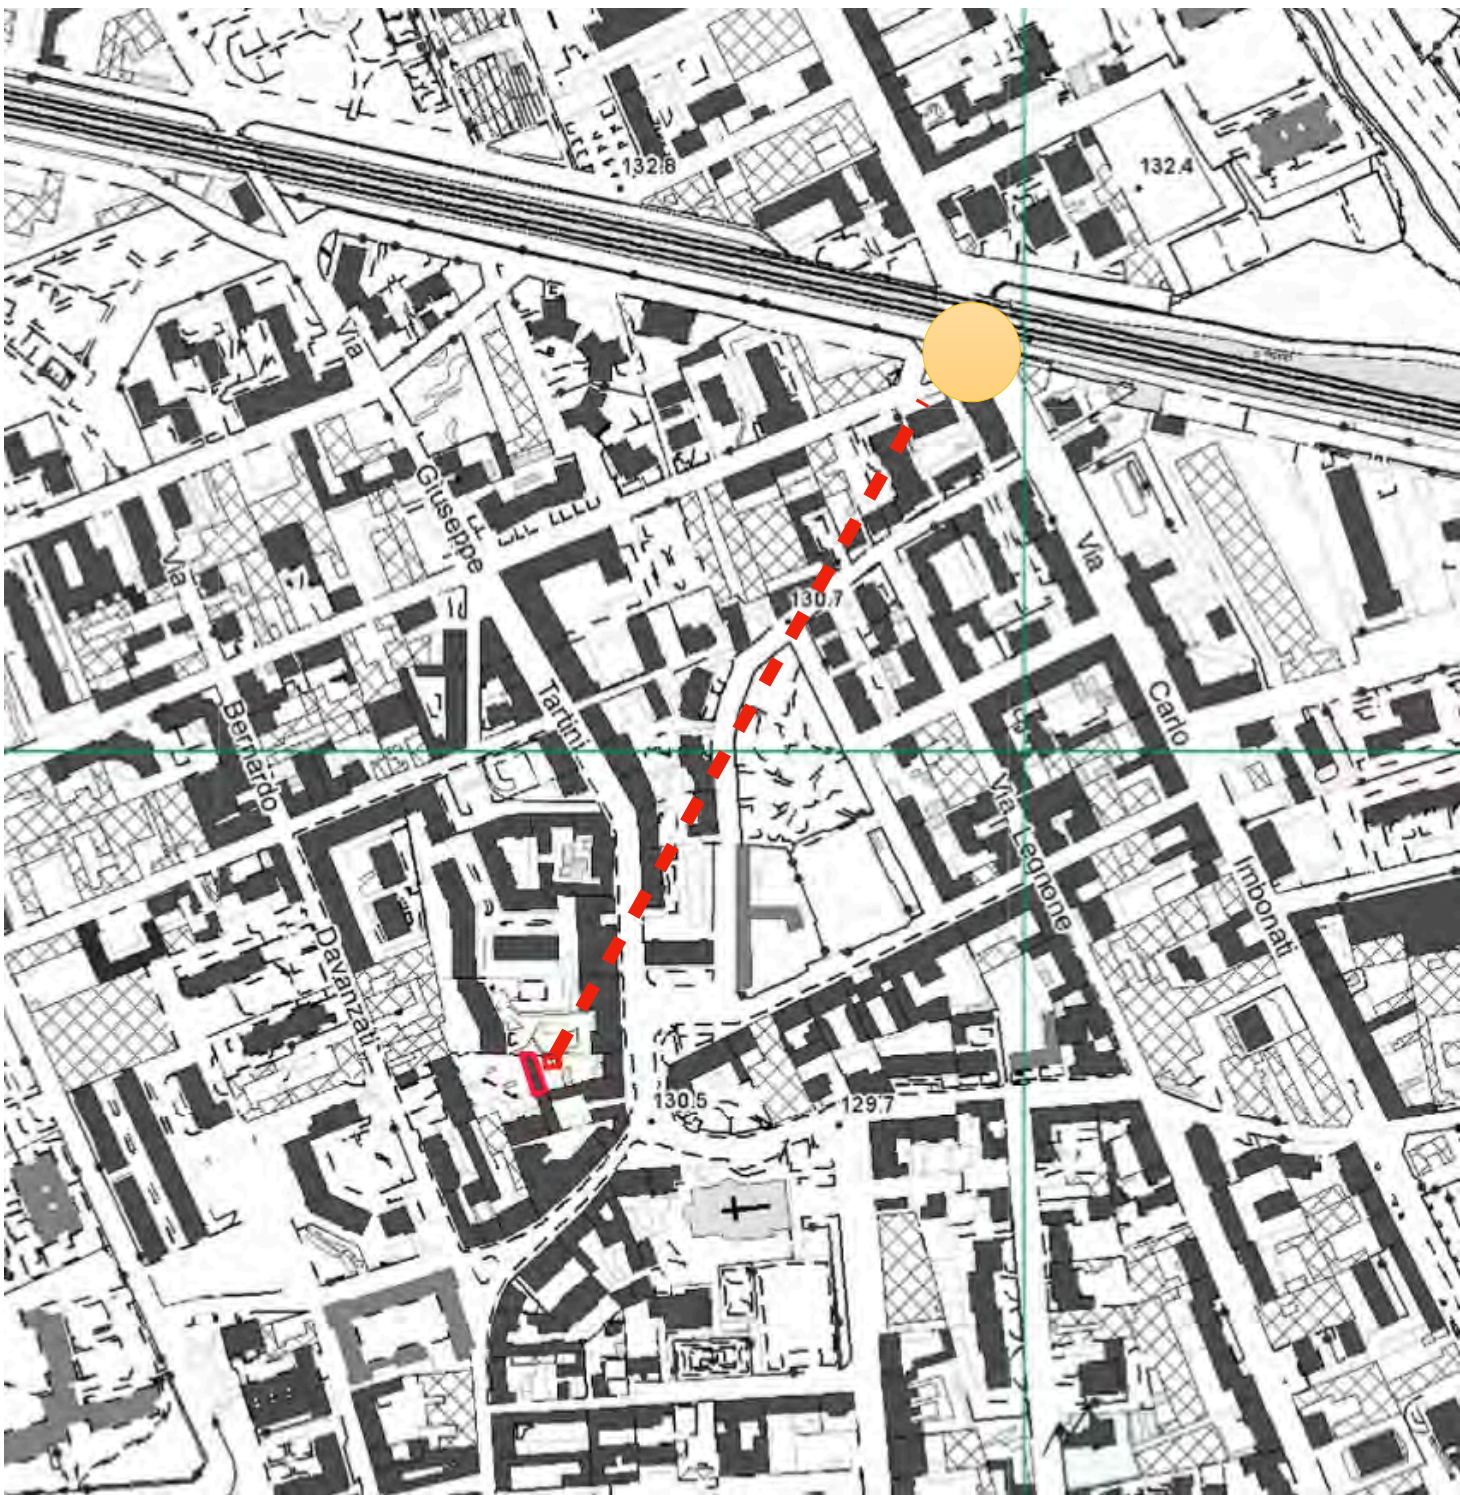 132.8
132.4
Via
Giuseppe
Via
Via
130.7
Tartini
Carlo
Bernardo
Via Legnone
Imbonati
Davanzati
130.5
129.7